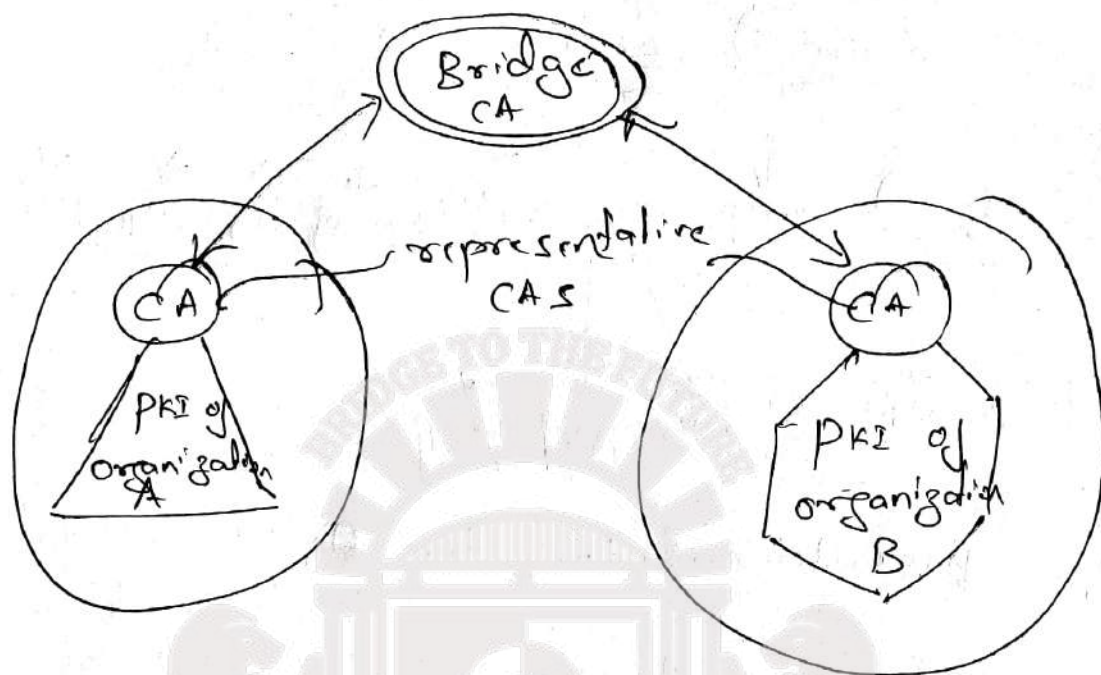 Bridge
CA
representative
CAS
CA
PKI of
organization
A
CA
PKI of
organization
B
BRIDGE TO THE FUTURE